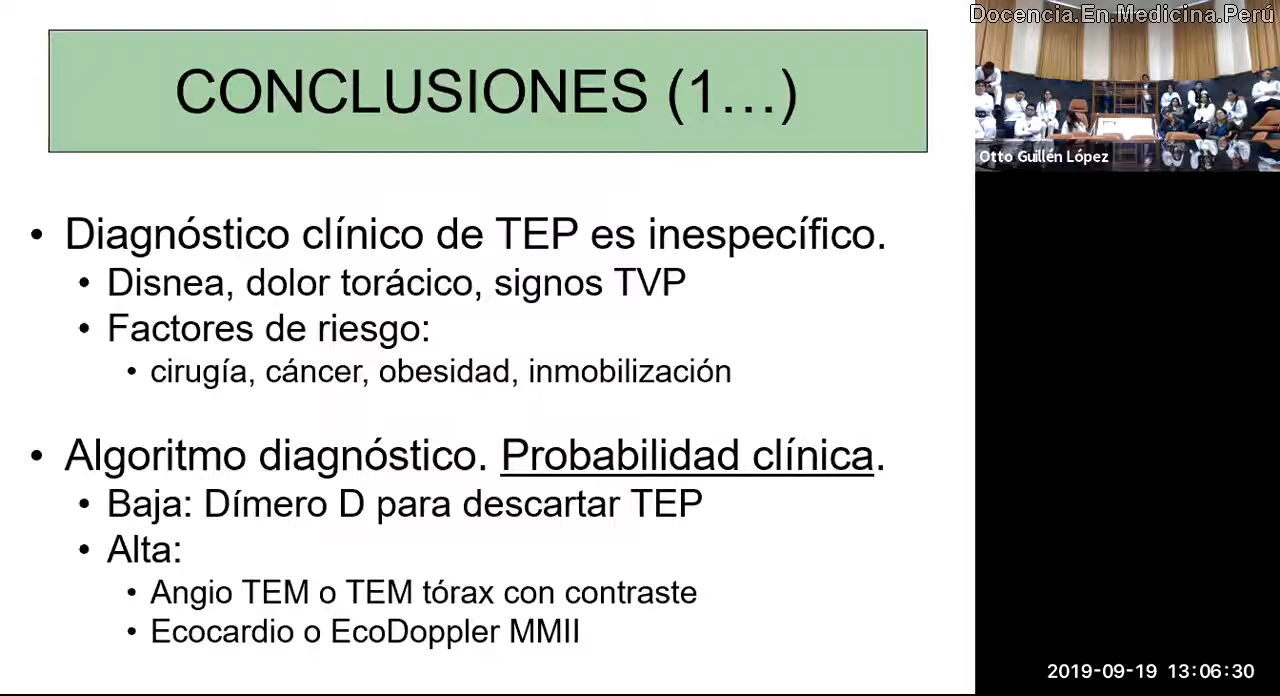 CONCLUSIONES (1...)
• Diagnóstico clínico de TEP es inespecífico.
• Disnea, dolor torácico, signos TVP
• Factores de riesgo:
• cirugía, cáncer, obesidad, inmobilización
• Algoritmo diagnóstico. Probabilidad clínica.
• Baja: Dímero D para descartar TEP
• Alta:
• Angio TEM o TEM tórax con contraste
• Ecocardio o EcoDoppler MMII
Docencia.En.Medicina.Perú
Otto Guillén López
2019-09-19 13:06:30